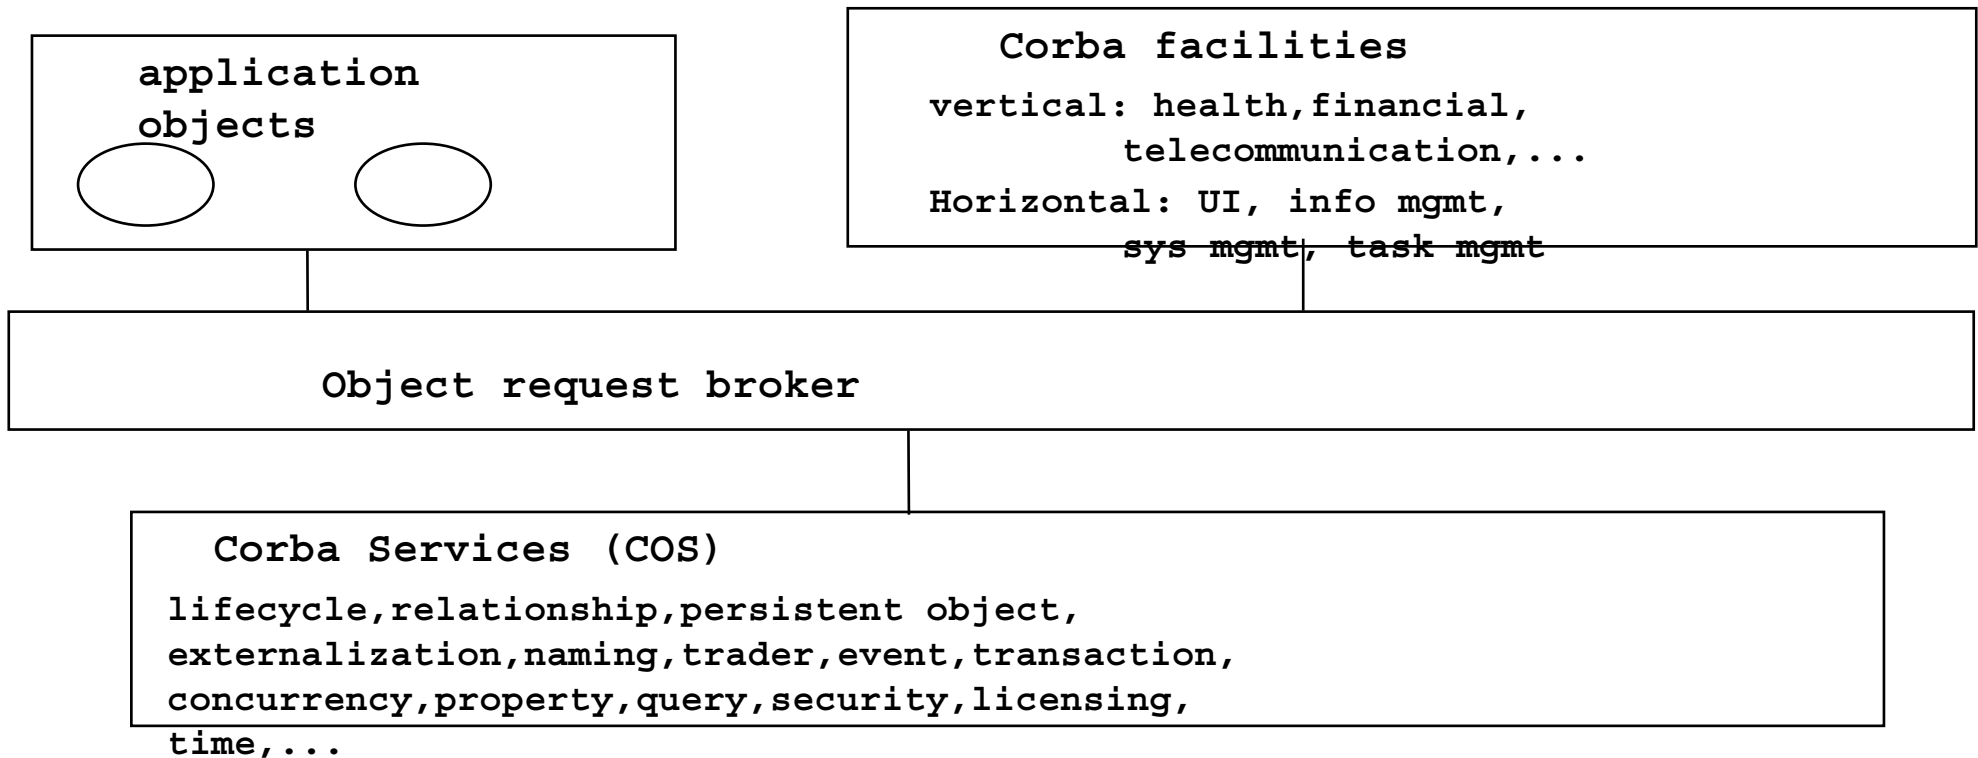 application
objects
Corba facilities
vertical: health,financial,
telecommunication,...
Horizontal: UI, info mgmt,
sys mgmt, task mgmt
Object request broker
Corba Services (COS)
lifecycle,relationship,persistent object,
externalization,naming,trader,event,transaction,
concurrency,property,query,security,licensing,
time,...